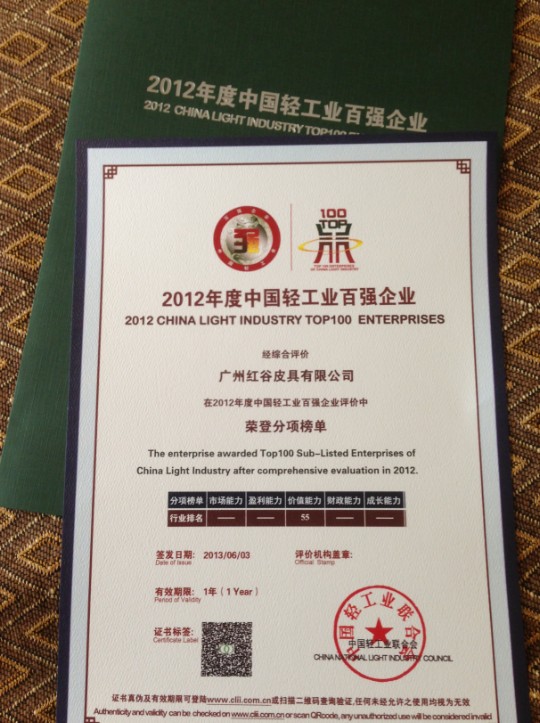 2012年度中国轻工业百强企业
2012 CHINA LIGHT INDUSTRY TOP100
100
TOP
TOP 100 ENTERPRISES
OF CHINA LIGHT INDUSTRY
2012年度中国轻工业百强企业
2012 CHINA LIGHT INDUSTRY TOP100 ENTERPRISES
经综合评价
广州红谷皮具有限公司
在2012年度中国轻工业百强企业评价中
荣登分项榜单
The enterprise awarded Top100 Sub-Listed Enterprises of
China Light Industry after comprehensive evaluation in 2012.
分项榜单 市场能力 盈利能力 价值能力 财政能力 成长能力
行业排名 —— —— 55 —— ——
签发日期: 2013/06/03 评价机构盖章:
Date of Issue Official Stamp
有效期限: 1年（1 Year）
Period of Validity
中国轻工业联合会
证书标签:
Certificate Label
中国轻工业联合会
CHINA NATIONAL LIGHT INDUSTRY COUNCIL
证书真伪及有效期限可登陆www.clii.com.cn或扫描二维码查询验证,任何未经允许之使用均视为无效
Authenticity and validity can be checked on www.clii.com.cn or scan QRcode, any unauthorized use will be considered invalid